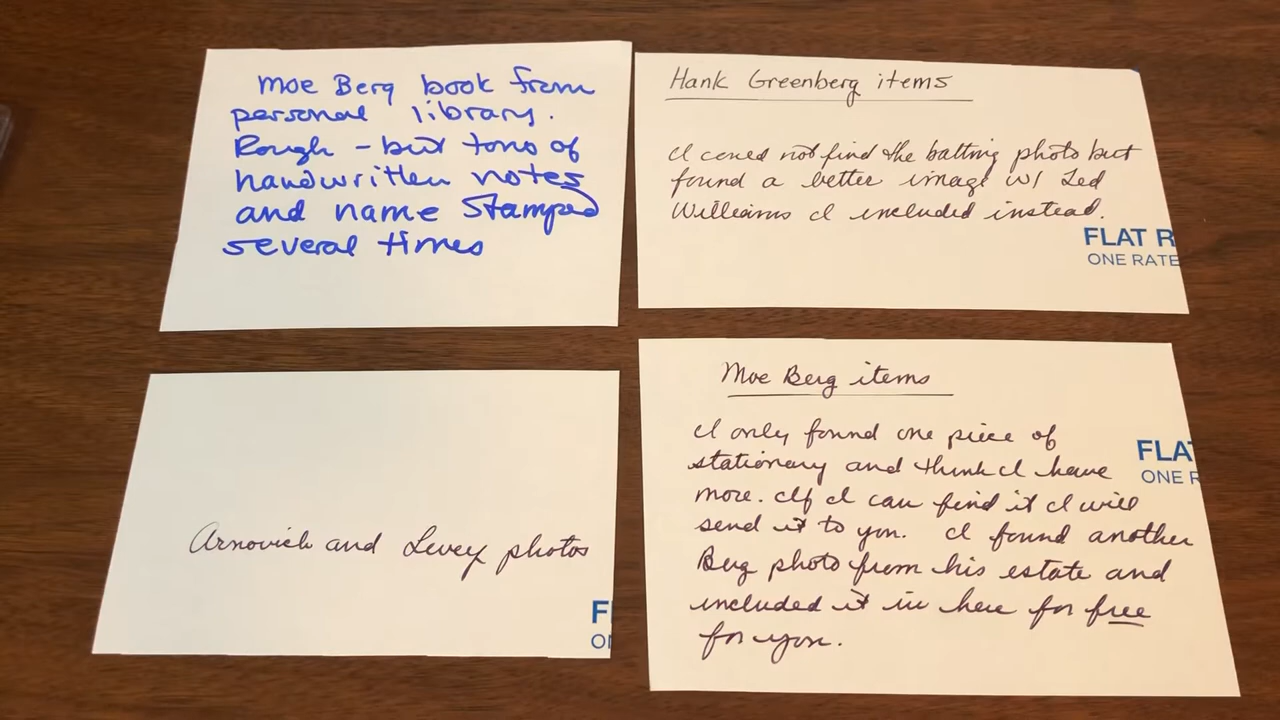 Moe Berg book from
personal library.
Rough - but tons of
handwritten notes
and name stamped
several times
Hank Greenberg items
I could not find the batting photo but
found a better image w/ Ted
Williams I included instead.
FLAT R
ONE RATE
Arnovich and Levey photos
F
ON
Moe Berg items
I only found one piece of
stationary and think I have
more. If I can find it I will
send it to you. I found another
Berg photo from his estate and
included it in here for free
for you.
FLA
ONE R